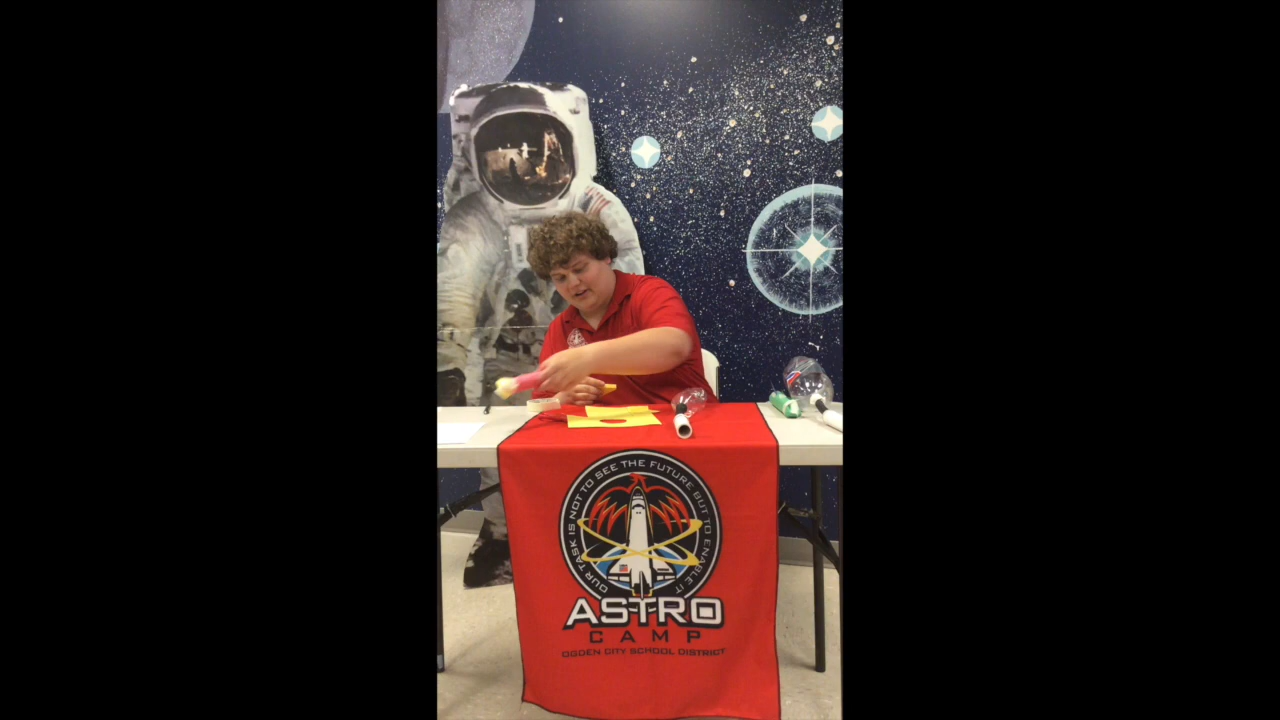 OUR TASK IS NOT TO SEE THE FUTURE BUT TO ENABLE IT
ASTRO
CAMP
OGDEN CITY SCHOOL DISTRICT